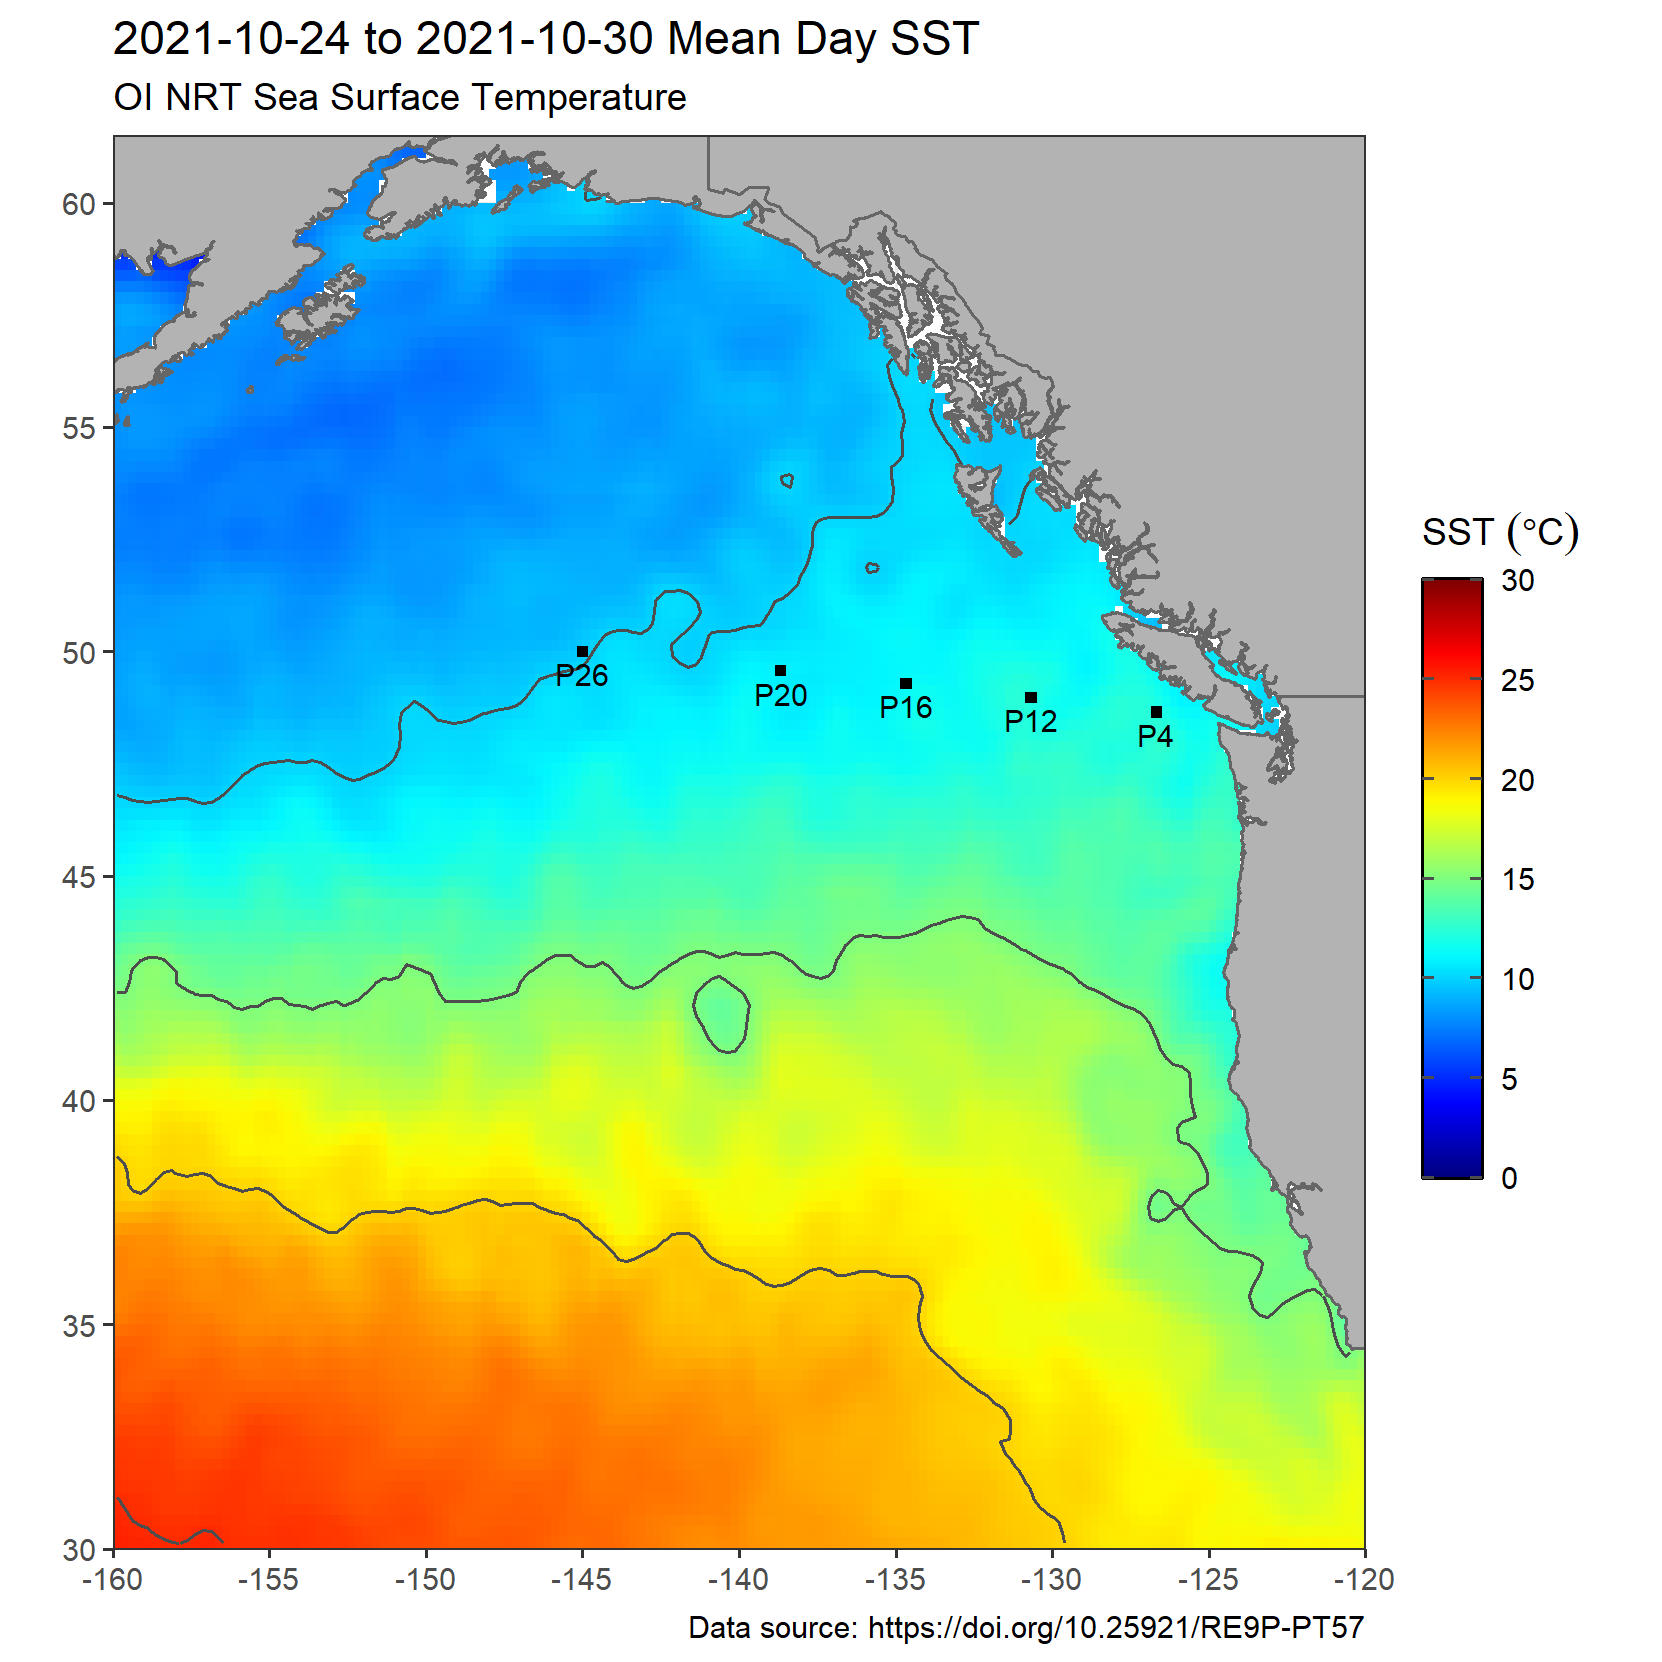 2021-10-24 to 2021-10-30 Mean Day SST
OI NRT Sea Surface Temperature
60
55
50
45
40
35
30
P26
P20
P16
P12
P4
-160
-155
-150
-145
-140
-135
-130
-125
-120
SST (°C)
30
25
20
15
10
5
0
Data source: https://doi.org/10.25921/RE9P-PT57